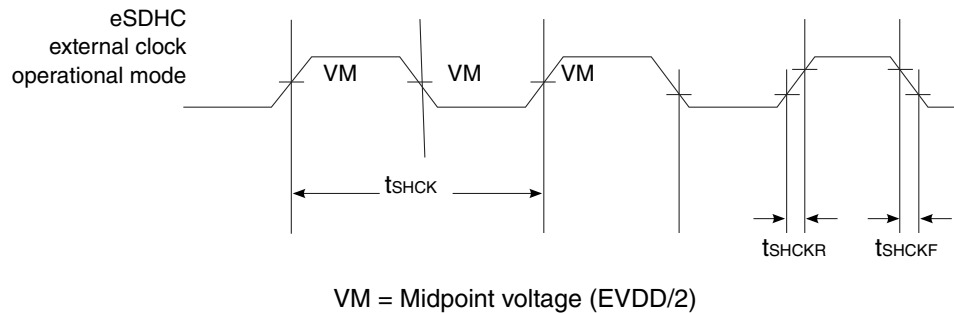 eSDHC
external clock
operational mode
VM VM VM
tSHCK
tSHCKR tSHCKF
VM = Midpoint voltage (EVDD/2)